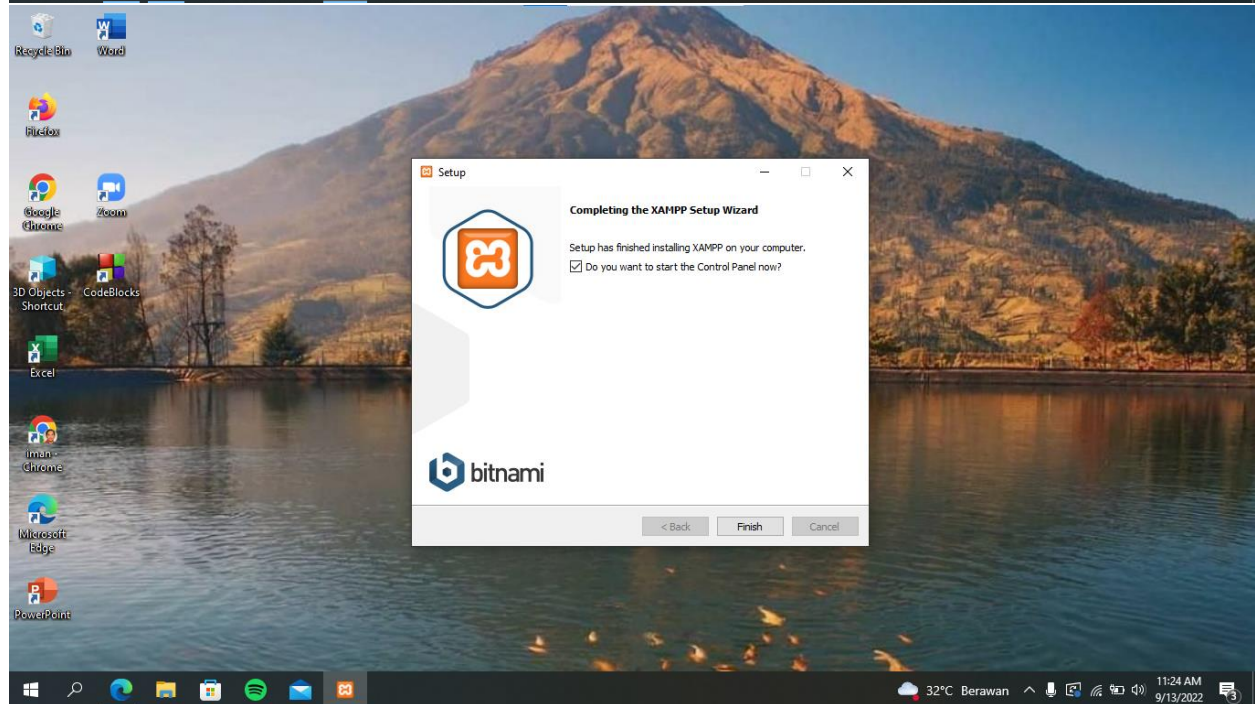 Recycle Bin
Word
Firefox
Google
Chrome
Zoom
3D Objects -
Shortcut
CodeBlocks
Excel
iman -
Chrome
Microsoft
Edge
PowerPoint
Setup
Completing the XAMPP Setup Wizard
Setup has finished installing XAMPP on your computer.
Do you want to start the Control Panel now?
bitnami
< Back
Finish
Cancel
32°C Berawan
11:24 AM
9/13/2022
3